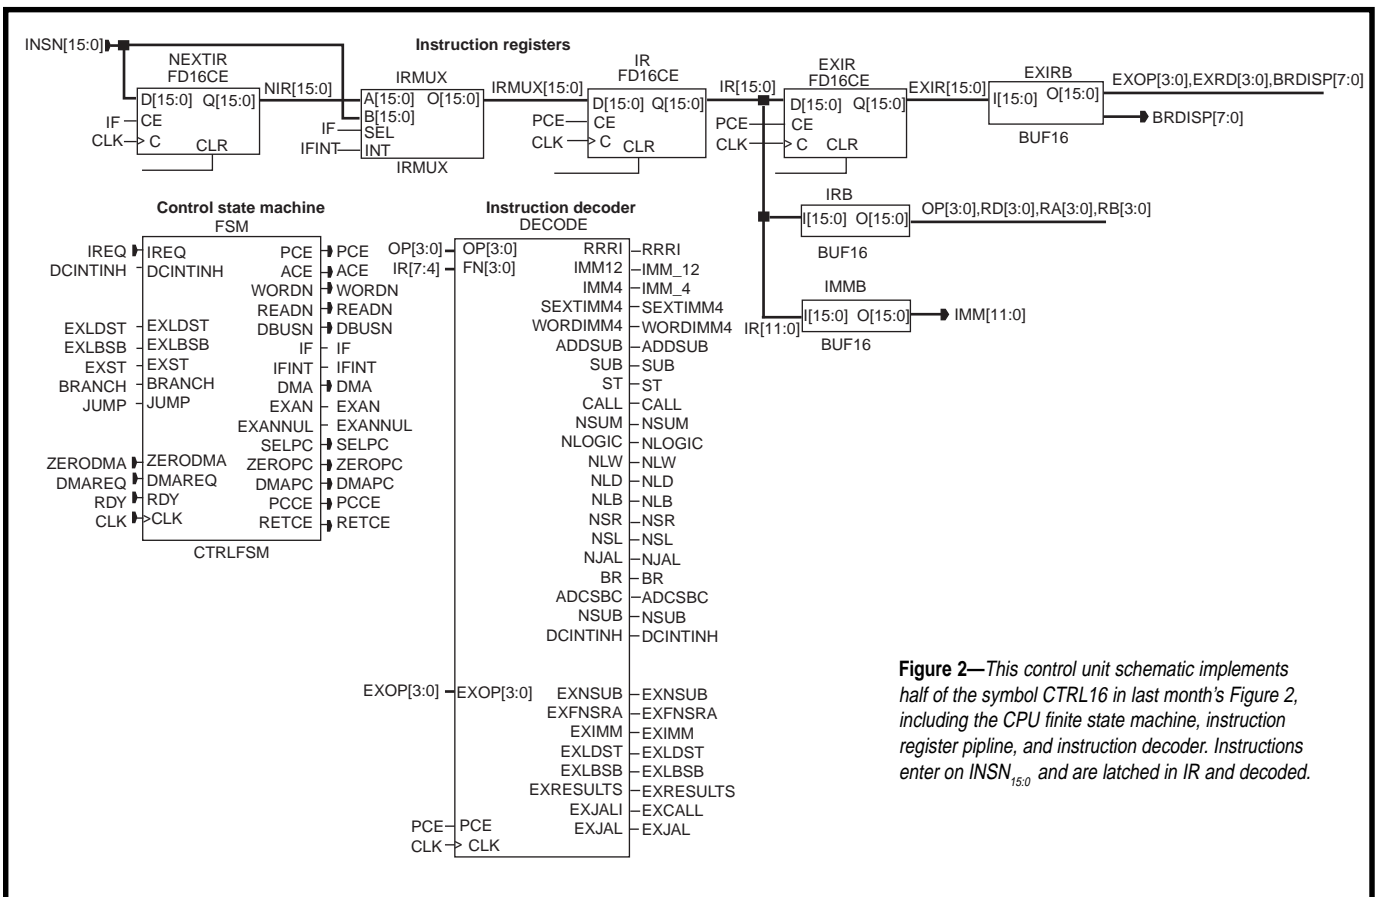 INSN[15:0]
Instruction registers
NEXTIR
FD16CE
D[15:0] Q[15:0]
CE
C CLR
IF
CLK
NIR[15:0]
IRMUX
A[15:0] O[15:0]
B[15:0]
SEL
INT
IF
IFINT
IRMUX
IRMUX[15:0]
IR
FD16CE
D[15:0] Q[15:0]
CE
C CLR
PCE
CLK
IR[15:0]
EXIR
FD16CE
D[15:0] Q[15:0]
CE
C CLR
PCE
CLK
EXIR[15:0]
EXIRB
I[15:0] O[15:0]
BUF16
EXOP[3:0],EXRD[3:0],BRDISP[7:0]
BRDISP[7:0]
IRB
I[15:0] O[15:0]
BUF16
OP[3:0],RD[3:0],RA[3:0],RB[3:0]
IMMB
I[15:0] O[15:0]
BUF16
IR[11:0]
IMM[11:0]
Control state machine
FSM
IREQ IREQ PCE PCE
DCINTINH DCINTINH ACE ACE
WORDN WORDN
READN READN
EXLDST EXLDST DBUSN DBUSN
EXLBSB EXLBSB IF IF
EXST EXST IFINT IFINT
BRANCH BRANCH DMA DMA
JUMP JUMP EXAN EXAN
EXANNUL EXANNUL
SELPC SELPC
ZERODMA ZERODMA ZEROPC ZEROPC
DMAREQ DMAREQ DMAPC DMAPC
RDY RDY PCCE PCCE
CLK CLK RETCE RETCE
CTRLFSM
Instruction decoder
DECODE
OP[3:0] OP[3:0] RRRI RRRI
IR[7:4] FN[3:0] IMM12 IMM_12
IMM4 IMM_4
SEXTIMM4 SEXTIMM4
WORDIMM4 WORDIMM4
ADDSUB ADDSUB
SUB SUB
ST ST
CALL CALL
NSUM NSUM
NLOGIC NLOGIC
NLW NLW
NLD NLD
NLB NLB
NSR NSR
NSL NSL
NJAL NJAL
BR BR
ADCSBC ADCSBC
NSUB NSUB
DCINTINH DCINTINH
EXOP[3:0] EXOP[3:0] EXNSUB EXNSUB
EXFNSRA EXFNSRA
EXIMM EXIMM
EXLDST EXLDST
EXLBSB EXLBSB
EXRESULTS EXRESULTS
EXJALI EXCALL
PCE PCE EXJAL EXJAL
CLK CLK
Figure 2—This control unit schematic implements
half of the symbol CTRL16 in last month's Figure 2,
including the CPU finite state machine, instruction
register pipline, and instruction decoder. Instructions
enter on INSN15:0 and are latched in IR and decoded.